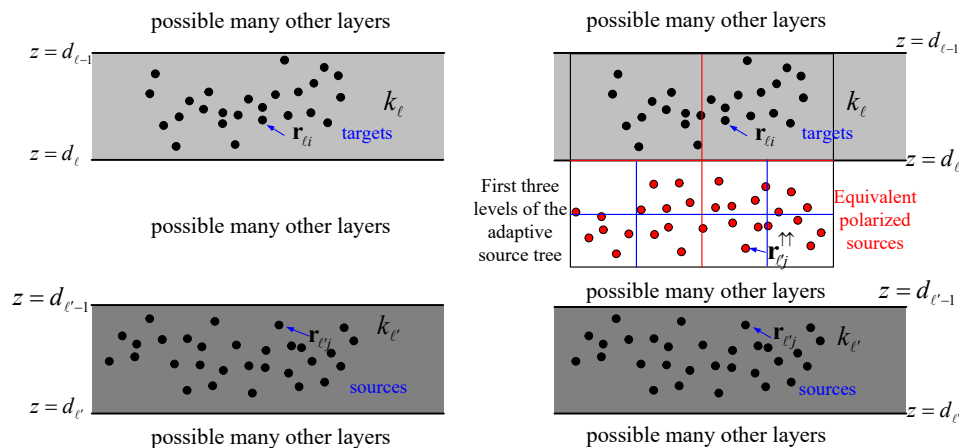 possible many other layers
z = d_{ℓ-1}
k_ℓ
r_{ℓi}
targets
z = d_ℓ
possible many other layers
z = d_{ℓ'-1}
k_{ℓ'}
r_{ℓ'j}
sources
z = d_{ℓ'}
possible many other layers
possible many other layers
z = d_{ℓ-1}
k_ℓ
r_{ℓi}
targets
z = d_ℓ
First three
levels of the
adaptive
source tree
Equivalent
polarized
sources
r_{ℓ'j}^{↑↑}
possible many other layers
z = d_{ℓ'-1}
k_{ℓ'}
r_{ℓ'j}
sources
z = d_{ℓ'}
possible many other layers